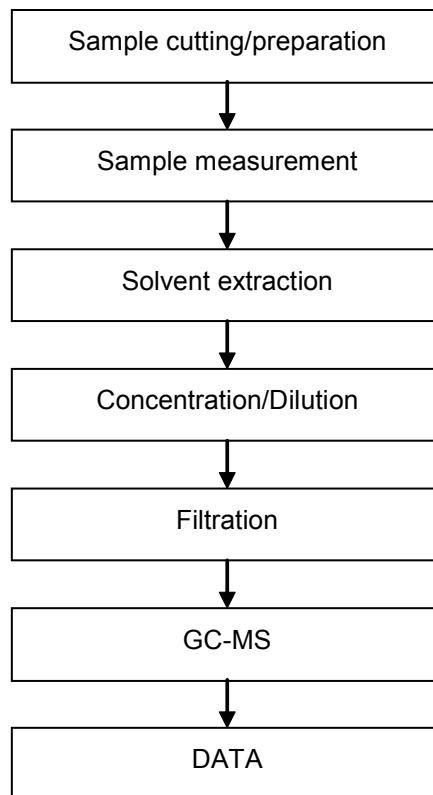 Sample cutting/preparation
Sample measurement
Solvent extraction
Concentration/Dilution
Filtration
GC-MS
DATA